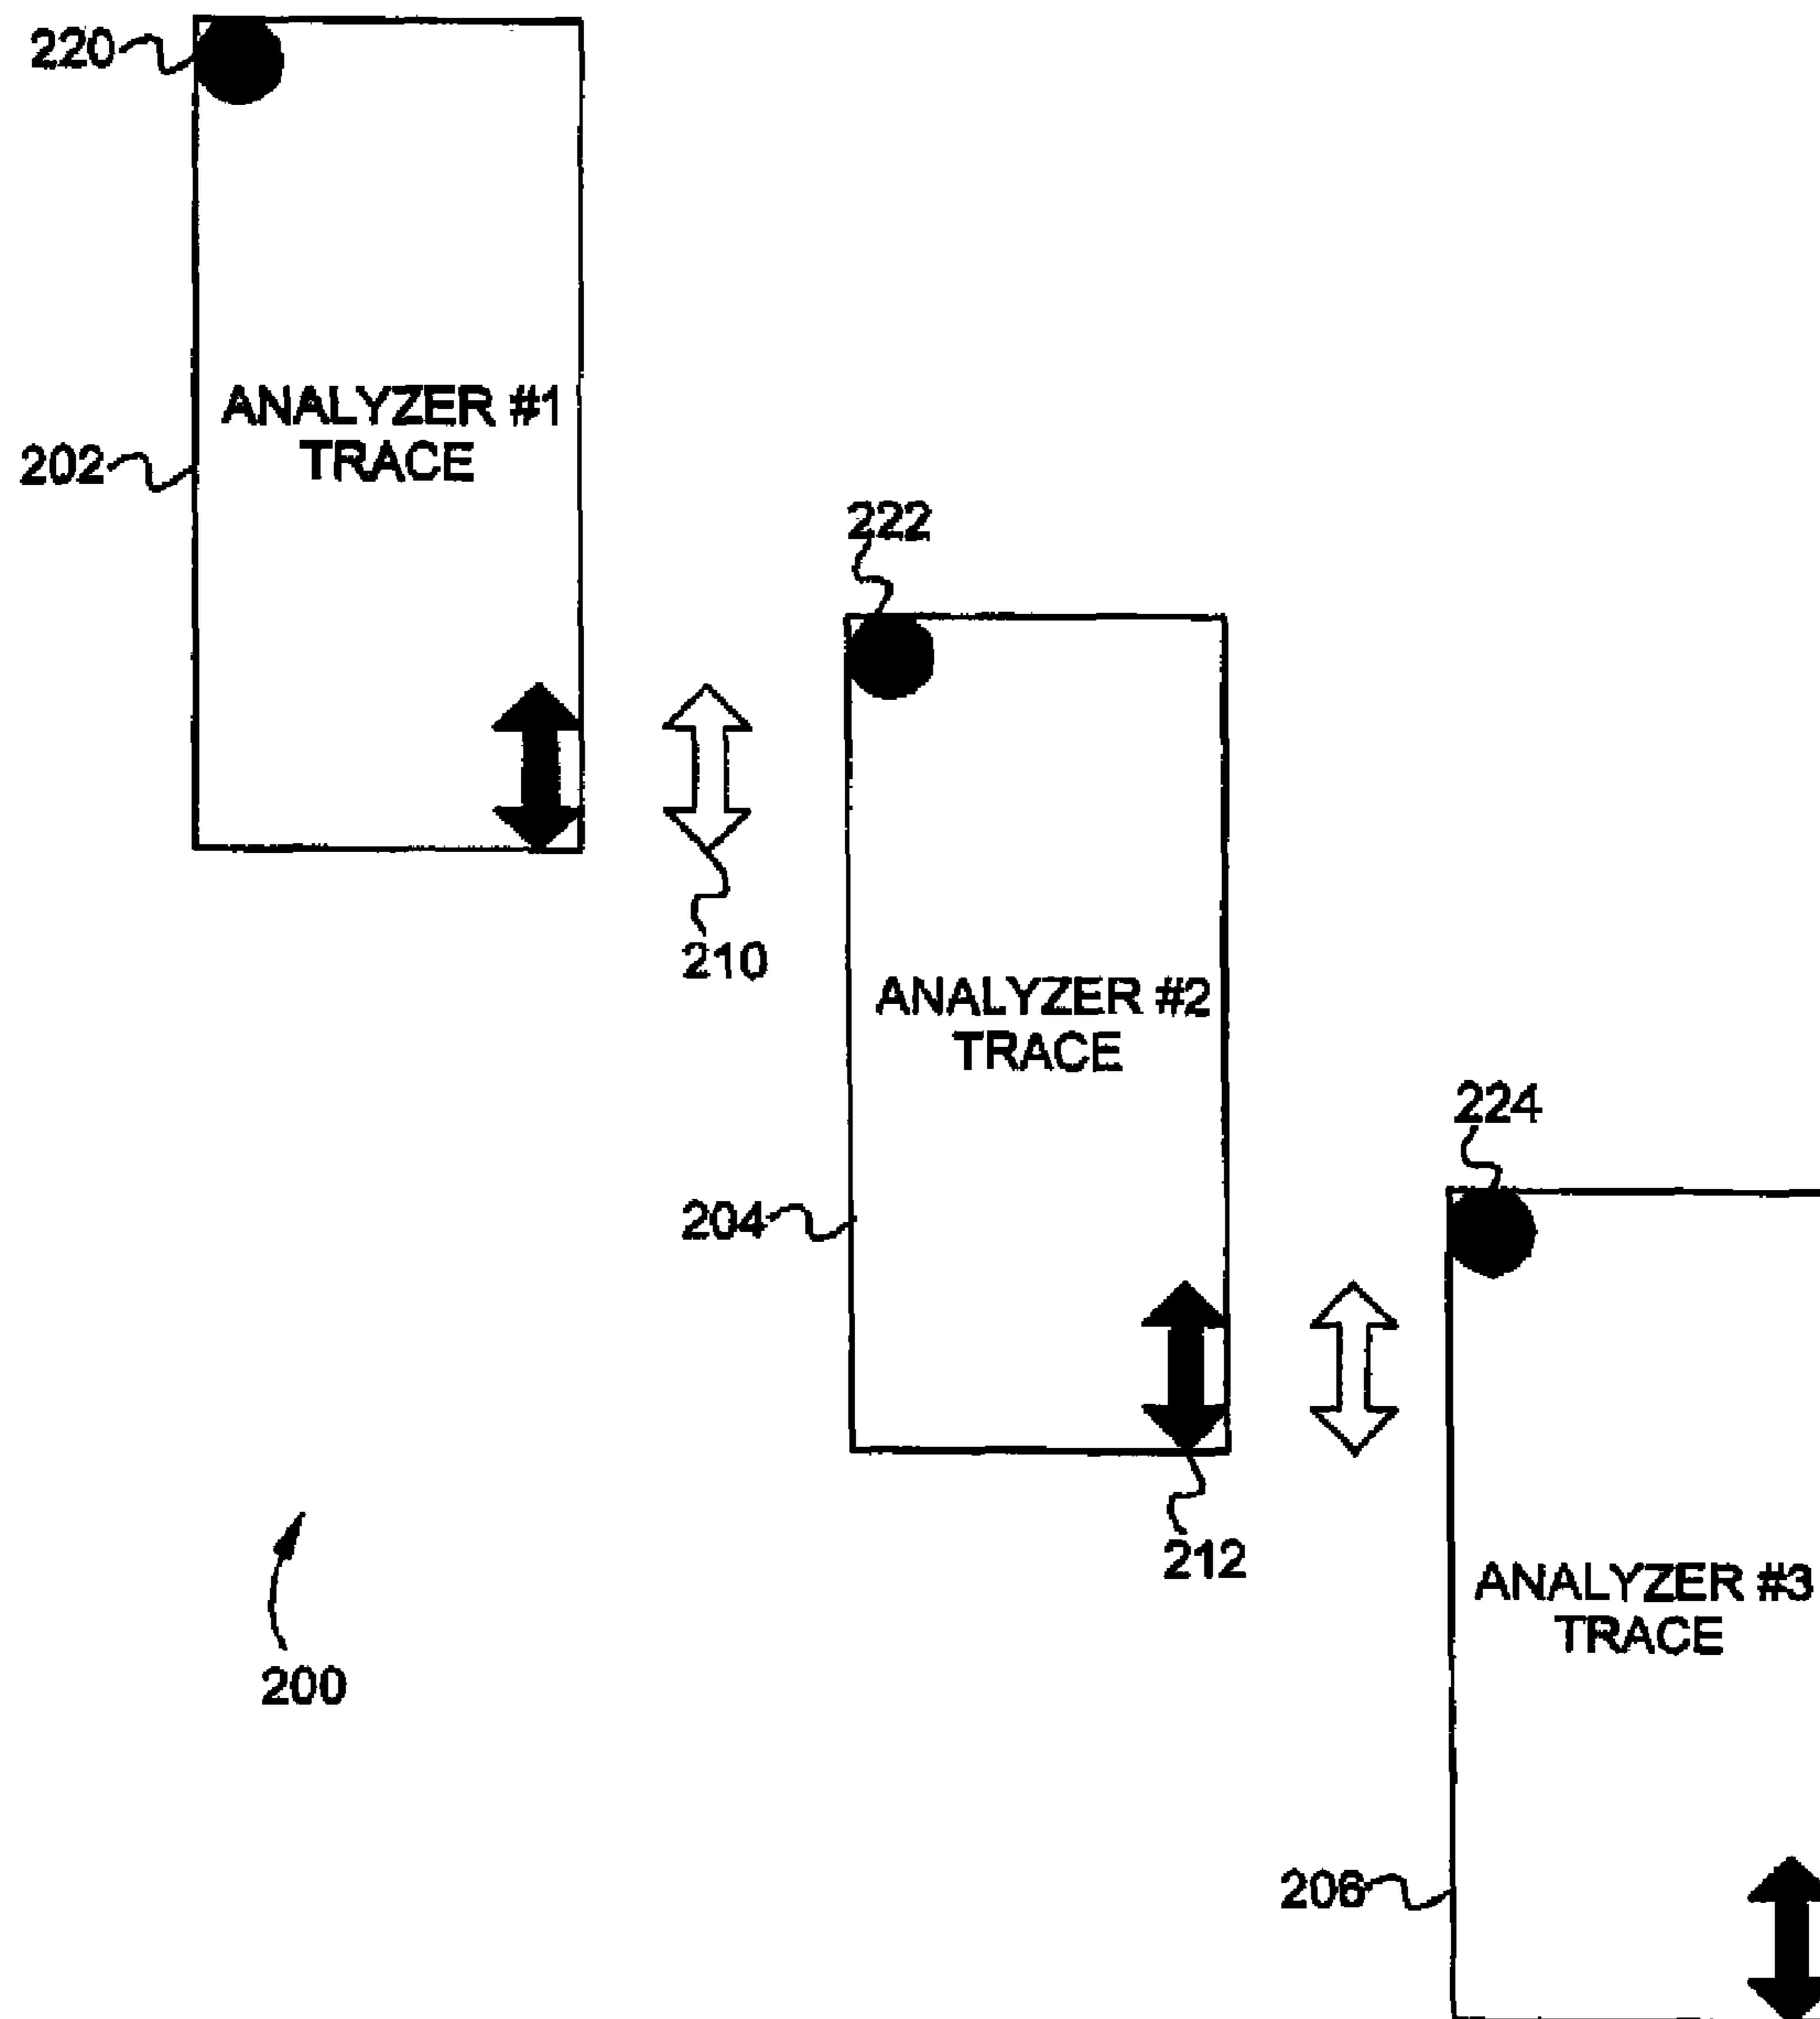 220
ANALYZER #1
TRACE
202
222
210
ANALYZER #2
TRACE
224
204
212
ANALYZER #3
TRACE
200
206